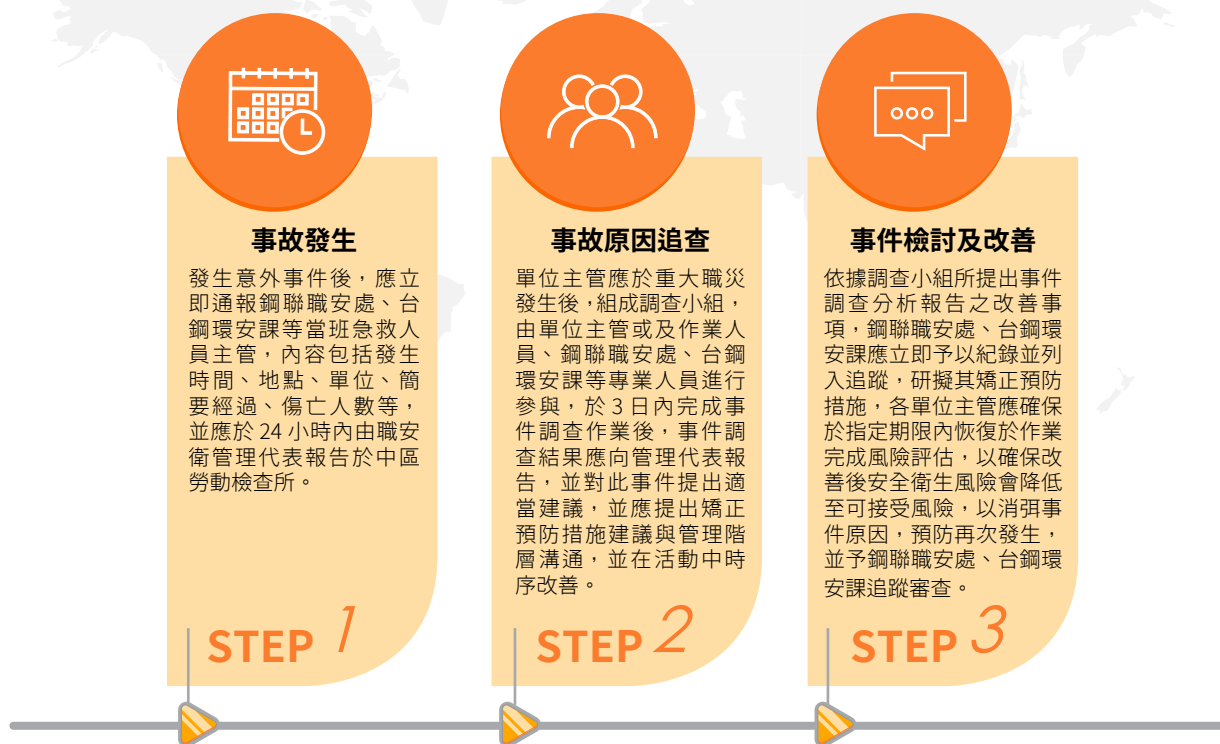 事故發生
發生意外事件後，應立
即通報鋼聯職安處、台
鋼環安課等當班急救人
員主管，內容包括發生
時間、地點、單位、簡
要經過、傷亡人數等，
並應於 24 小時內由職安
衛管理代表報告於中區
勞動檢查所。
STEP 1
事故原因追查
單位主管應於重大職災
發生後，組成調查小組，
由單位主管或及作業人
員、鋼聯職安處、台鋼
環安課等專業人員進行
參與，於 3 日內完成事
件調查作業後，事件調
查結果應向管理代表報
告，並對此事件提出適
當建議，並應提出矯正
預防措施建議與管理階
層溝通，並在活動中時
序改善。
STEP 2
事件檢討及改善
依據調查小組所提出事件
調查分析報告之改善事
項，鋼聯職安處、台鋼環
安課應立即予以紀錄並列
入追蹤，研擬其矯正預防
措施，各單位主管應確保
於指定期限內恢復於作業
完成風險評估，以確保改
善後安全衛生風險會降低
至可接受風險，以消弭事
件原因，預防再次發生，
並予鋼聯職安處、台鋼環
安課追蹤審查。
STEP 3